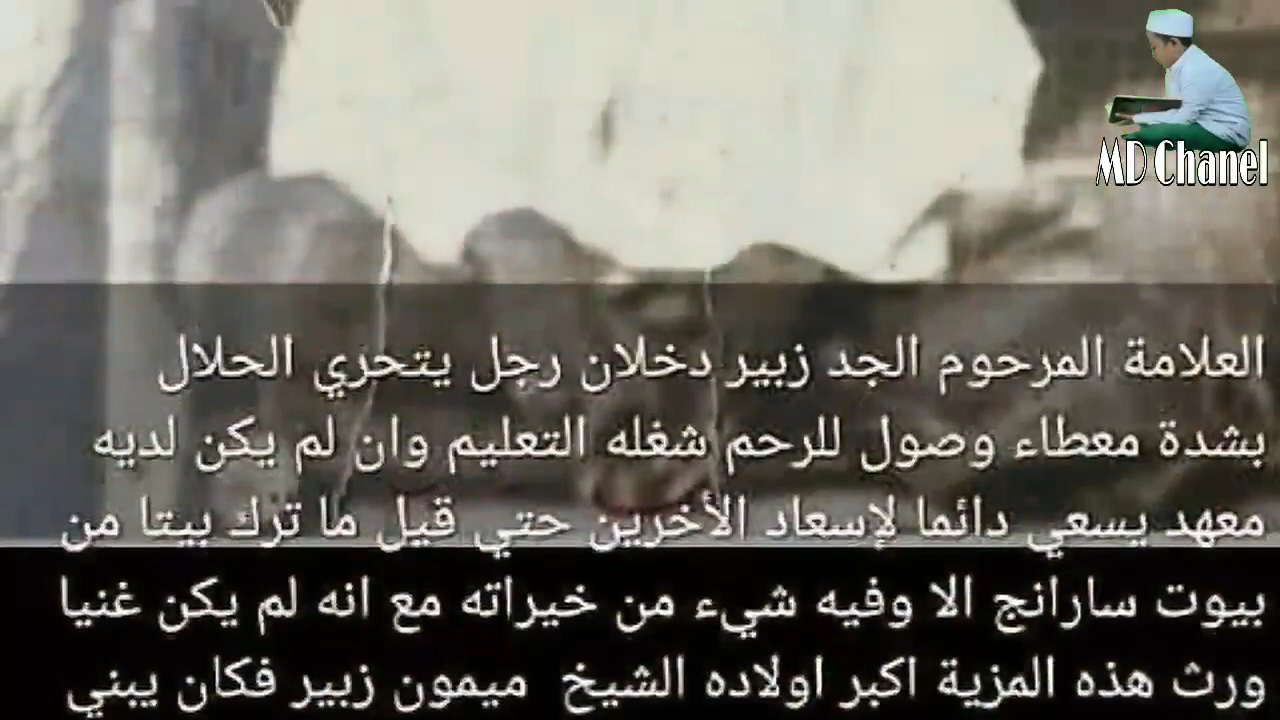 MD Chanel
العلامة المرحوم الجد زبير دخلان رجل يتحري الحلال
بشدة معطاء وصول للرحم شغله التعليم وان لم يكن لديه
معهد يسعي دائما لإسعاد الأخرين حتي قيل ما ترك بيتا من
بيوت سارانج الا وفيه شيء من خيراته مع انه لم يكن غنيا
ورث هذه المزية اكبر اولاده الشيخ ميمون زبير فكان يبني